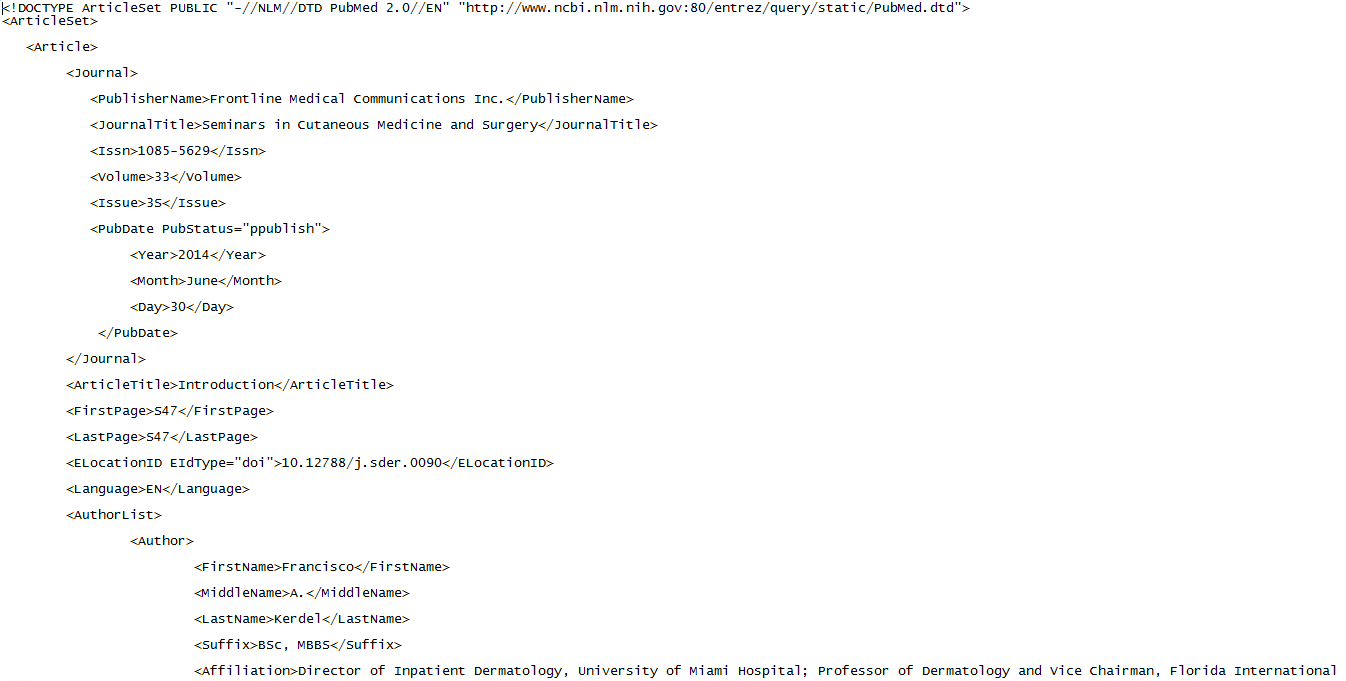 <!DOCTYPE ArticleSet PUBLIC "-//NLM//DTD PubMed 2.0//EN" "http://www.ncbi.nlm.nih.gov:80/entrez/query/static/PubMed.dtd">
<ArticleSet>
<Article>
<Journal>
<PublisherName>Frontline Medical Communications Inc.</PublisherName>
<JournalTitle>Seminars in Cutaneous Medicine and Surgery</JournalTitle>
<Issn>1085-5629</Issn>
<Volume>33</Volume>
<Issue>3S</Issue>
<PubDate PubStatus="ppublish">
<Year>2014</Year>
<Month>June</Month>
<Day>30</Day>
</PubDate>
</Journal>
<ArticleTitle>Introduction</ArticleTitle>
<FirstPage>S47</FirstPage>
<LastPage>S47</LastPage>
<ELocationID EIdType="doi">10.12788/j.sder.0090</ELocationID>
<Language>EN</Language>
<AuthorList>
<Author>
<FirstName>Francisco</FirstName>
<MiddleName>A.</MiddleName>
<LastName>Kerdel</LastName>
<Suffix>BSc, MBBS</Suffix>
<Affiliation>Director of Inpatient Dermatology, University of Miami Hospital; Professor of Dermatology and Vice Chairman, Florida International